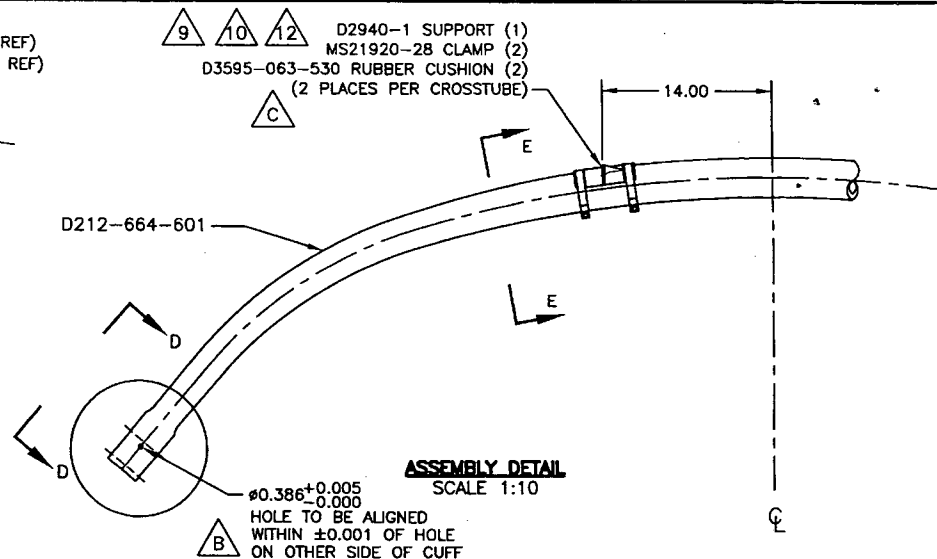 REF)
REF)
9 10 12
D2940-1 SUPPORT (1)
MS21920-28 CLAMP (2)
D3595-063-530 RUBBER CUSHION (2)
(2 PLACES PER CROSSTUBE)
C
14.00
E
D212-664-601
E
D
D
ASSEMBLY DETAIL
SCALE 1:10
ø0.386 +0.005
-0.000
HOLE TO BE ALIGNED
WITHIN ±0.001 OF HOLE
ON OTHER SIDE OF CUFF
B
℄